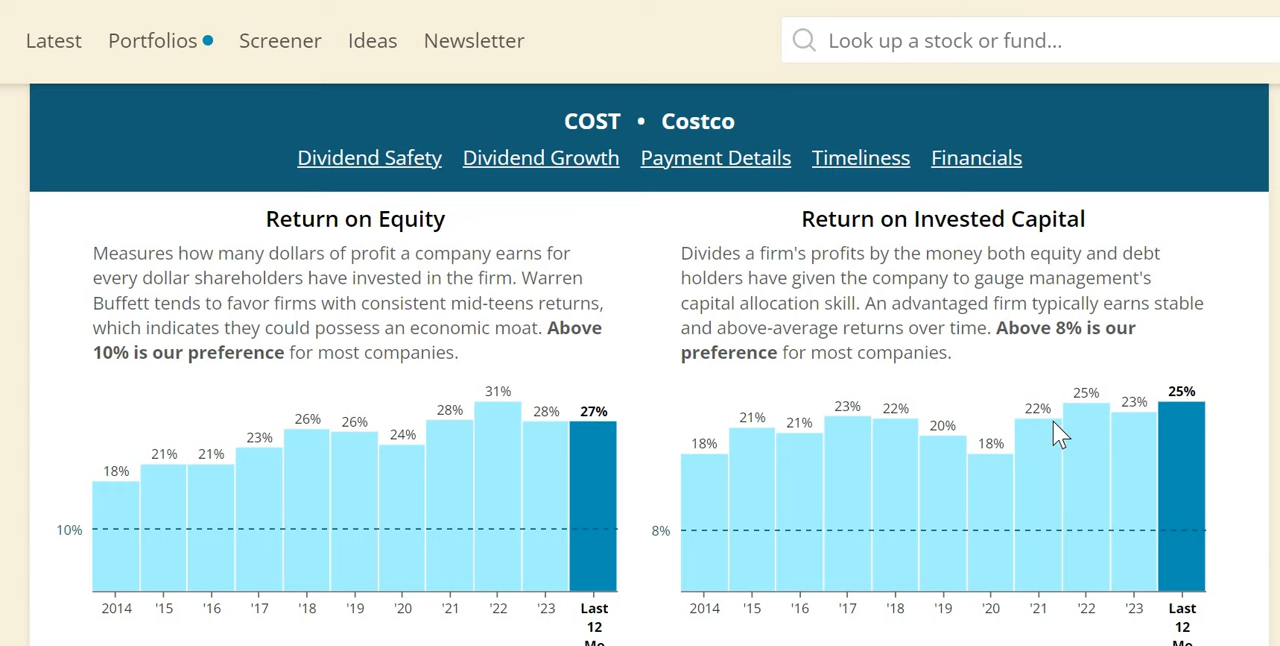 Latest Portfolios Screener Ideas Newsletter
Look up a stock or fund...
COST • Costco
Dividend Safety Dividend Growth Payment Details Timeliness Financials
Return on Equity
Measures how many dollars of profit a company earns for
every dollar shareholders have invested in the firm. Warren
Buffett tends to favor firms with consistent mid-teens returns,
which indicates they could possess an economic moat. Above
10% is our preference for most companies.
18% 21% 21% 23% 26% 26% 24% 28% 31% 28% 27%
10%
2014 '15 '16 '17 '18 '19 '20 '21 '22 '23 Last
12
Mo
Return on Invested Capital
Divides a firm's profits by the money both equity and debt
holders have given the company to gauge management's
capital allocation skill. An advantaged firm typically earns stable
and above-average returns over time. Above 8% is our
preference for most companies.
18% 21% 21% 23% 22% 20% 18% 22% 25% 23% 25%
8%
2014 '15 '16 '17 '18 '19 '20 '21 '22 '23 Last
12
Mo